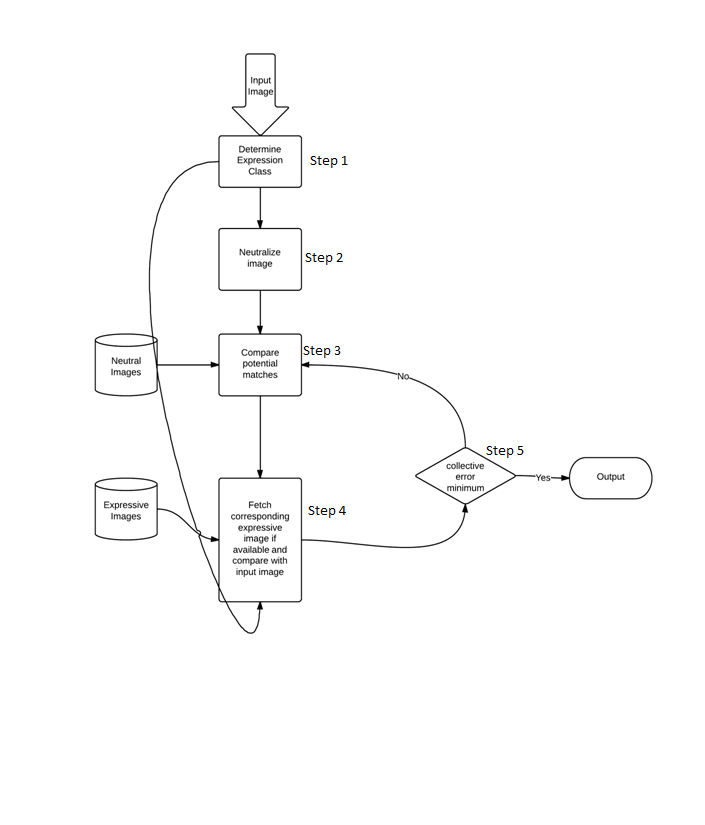 Input
Image
Determine
Expression
Class
Step 1
Neutralize
image
Step 2
Neutral
Images
Compare
potential
matches
Step 3
No
Expressive
Images
Fetch
corresponding
expressive
image if
available and
compare with
input image
Step 4
Step 5
collective
error
minimum
Yes
Output